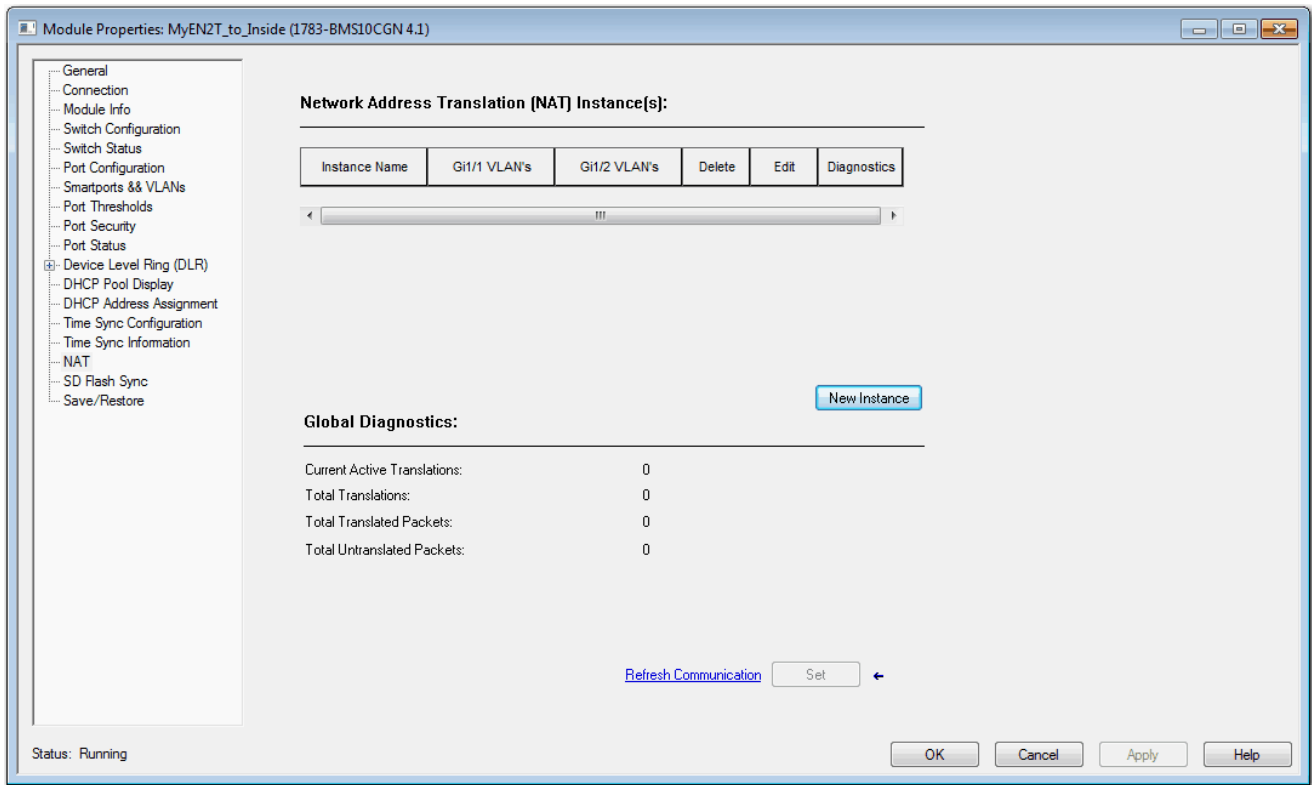 Module Properties: MyEN2T_to_Inside (1783-BMS10CGN 4.1)
General
Connection
Module Info
Switch Configuration
Switch Status
Port Configuration
Smartports && VLANs
Port Thresholds
Port Security
Port Status
Device Level Ring (DLR)
DHCP Pool Display
DHCP Address Assignment
Time Sync Configuration
Time Sync Information
NAT
SD Flash Sync
Save/Restore
Network Address Translation (NAT) Instance(s):
Instance Name Gi1/1 VLAN's Gi1/2 VLAN's Delete Edit Diagnostics
New Instance
Global Diagnostics:
Current Active Translations: 0
Total Translations: 0
Total Translated Packets: 0
Total Untranslated Packets: 0
Refresh Communication Set
Status: Running
OK Cancel Apply Help